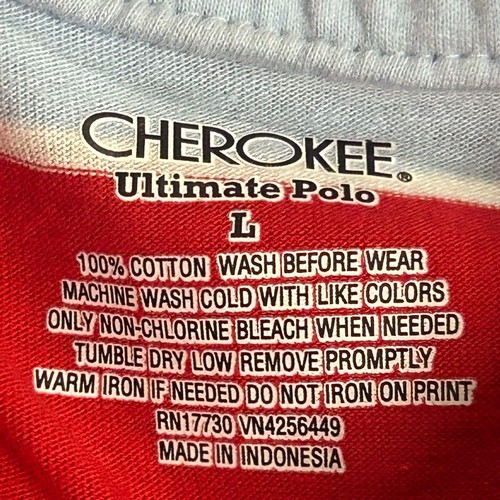 CHEROKEE®
Ultimate Polo
L
100% COTTON WASH BEFORE WEAR
MACHINE WASH COLD WITH LIKE COLORS
ONLY NON-CHLORINE BLEACH WHEN NEEDED
TUMBLE DRY LOW REMOVE PROMPTLY
WARM IRON IF NEEDED DO NOT IRON ON PRINT
RN17730 VN4256449
MADE IN INDONESIA